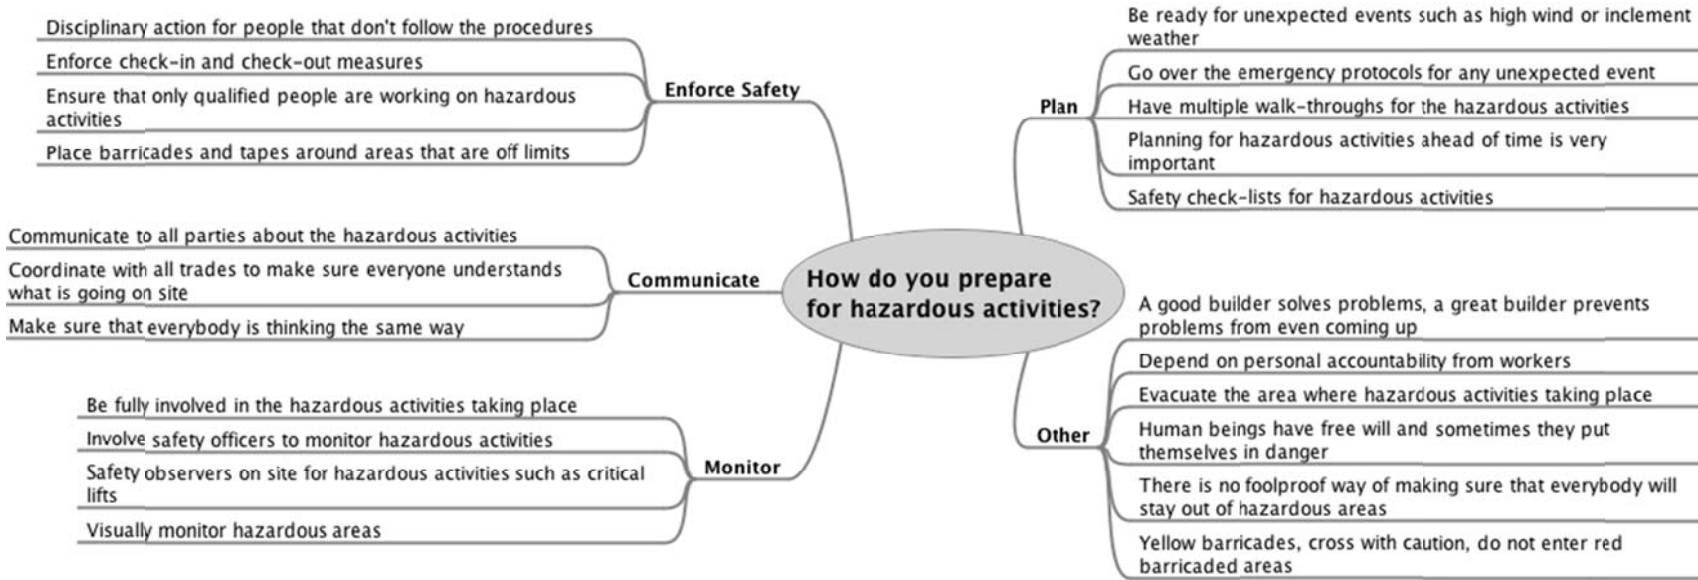 Disciplinary action for people that don't follow the procedures
Enforce check-in and check-out measures
Ensure that only qualified people are working on hazardous
activities
Place barricades and tapes around areas that are off limits
Enforce Safety
Communicate to all parties about the hazardous activities
Coordinate with all trades to make sure everyone understands
what is going on site
Make sure that everybody is thinking the same way
Communicate
Be fully involved in the hazardous activities taking place
Involve safety officers to monitor hazardous activities
Safety observers on site for hazardous activities such as critical
lifts
Visually monitor hazardous areas
Monitor
How do you prepare
for hazardous activities?
Plan
Be ready for unexpected events such as high wind or inclement
weather
Go over the emergency protocols for any unexpected event
Have multiple walk-throughs for the hazardous activities
Planning for hazardous activities ahead of time is very
important
Safety check-lists for hazardous activities
Other
A good builder solves problems, a great builder prevents
problems from even coming up
Depend on personal accountability from workers
Evacuate the area where hazardous activities taking place
Human beings have free will and sometimes they put
themselves in danger
There is no foolproof way of making sure that everybody will
stay out of hazardous areas
Yellow barricades, cross with caution, do not enter red
barricaded areas